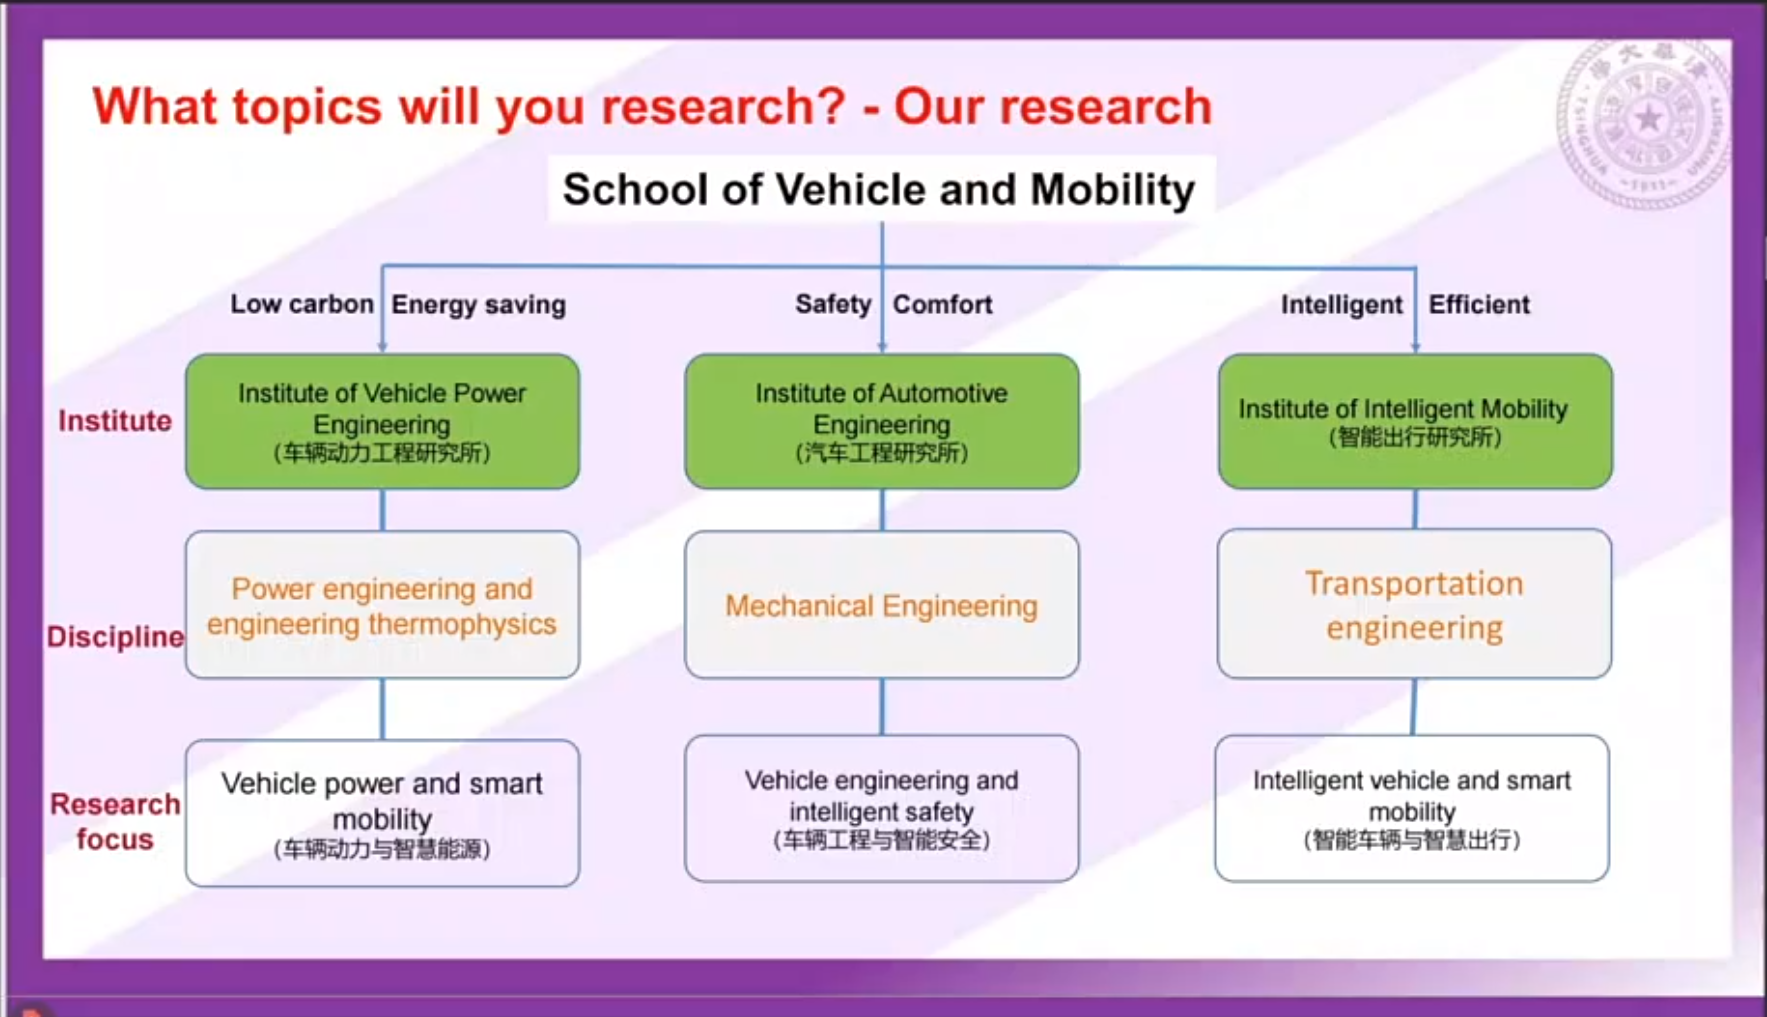 What topics will you research? - Our research
School of Vehicle and Mobility
Low carbon Energy saving
Safety Comfort
Intelligent Efficient
Institute
Institute of Vehicle Power
Engineering
(车辆动力工程研究所)
Institute of Automotive
Engineering
(汽车工程研究所)
Institute of Intelligent Mobility
(智能出行研究所)
Discipline
Power engineering and
engineering thermophysics
Mechanical Engineering
Transportation
engineering
Research
focus
Vehicle power and smart
mobility
(车辆动力与智慧能源)
Vehicle engineering and
intelligent safety
(车辆工程与智能安全)
Intelligent vehicle and smart
mobility
(智能车辆与智慧出行)
TSINGHUA UNIVERSITY
-1911-